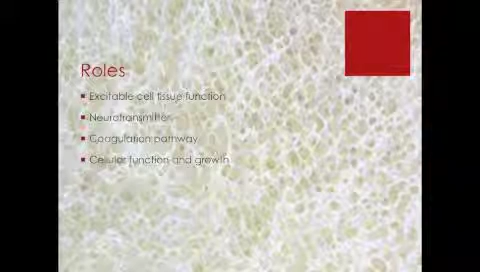 Roles
Excitable cell tissue function
Neurotransmitter
Coagulation pathway
Cellular function and growth